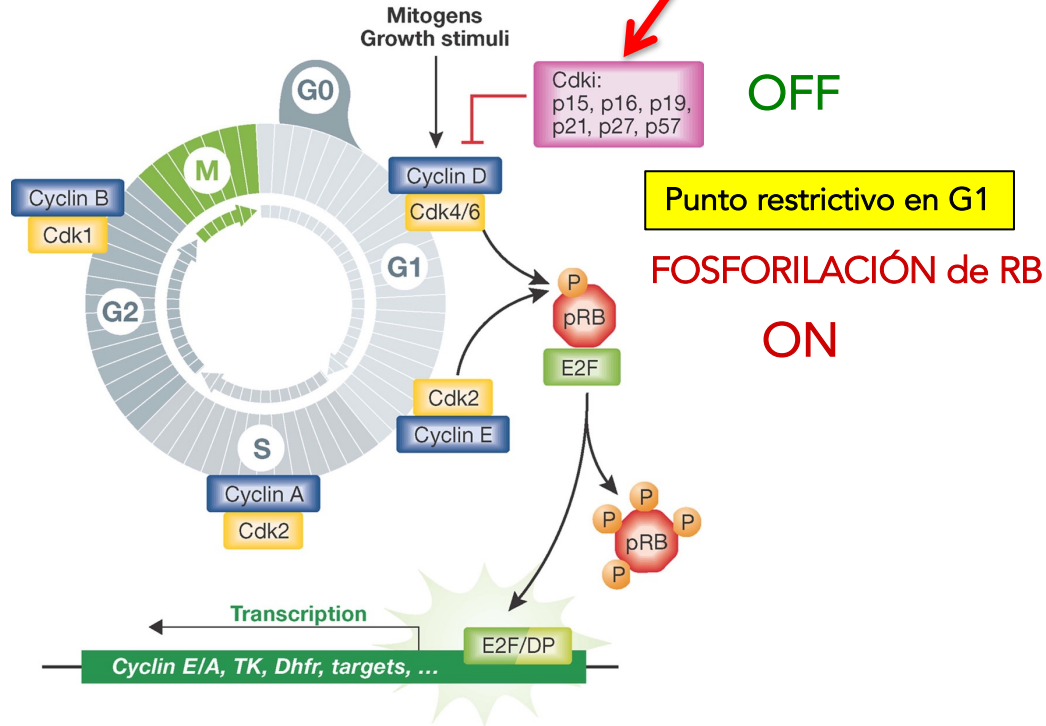 Mitogens
Growth stimuli
Cdki:
p15, p16, p19,
p21, p27, p57
OFF
G0
M
Cyclin B
Cdk1
Cyclin D
Cdk4/6
Punto restrictivo en G1
G1
FOSFORILACIÓN de RB
P
pRB
E2F
ON
G2
Cdk2
Cyclin E
S
Cyclin A
Cdk2
P
P
P
pRB
P
Transcription
E2F/DP
Cyclin E/A, TK, Dhfr, targets, ...